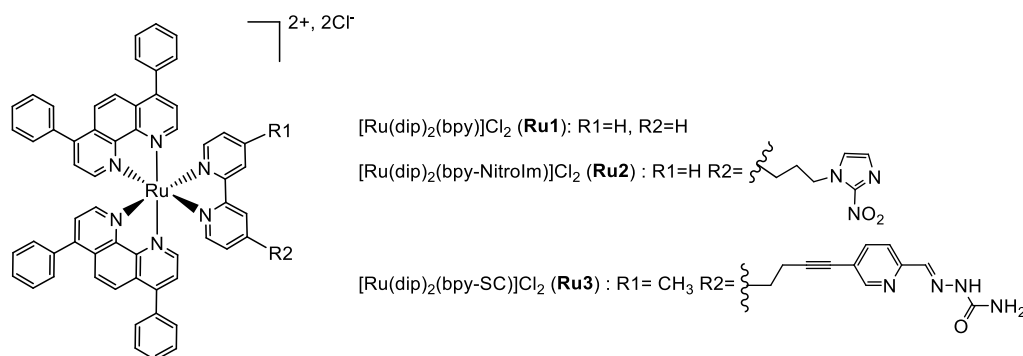 2+, 2Cl-
R1
N
N
N
N
Ru
N
N
R2
[Ru(dip)2(bpy)]Cl2 (Ru1): R1=H, R2=H
[Ru(dip)2(bpy-NitroIm)]Cl2 (Ru2) : R1=H R2=
N
N
NO2
[Ru(dip)2(bpy-SC)]Cl2 (Ru3) : R1= CH3 R2=
N
N
NH
O
NH2